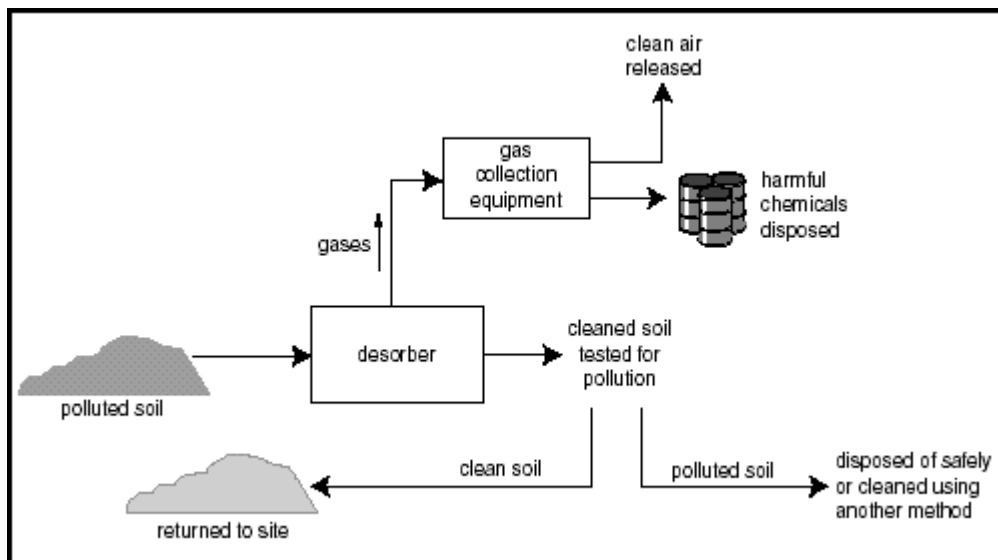 clean air
released
gas
collection
equipment
harmful
chemicals
disposed
gases
desorber
cleaned soil
tested for
pollution
polluted soil
clean soil
polluted soil
disposed of safely
or cleaned using
another method
returned to site